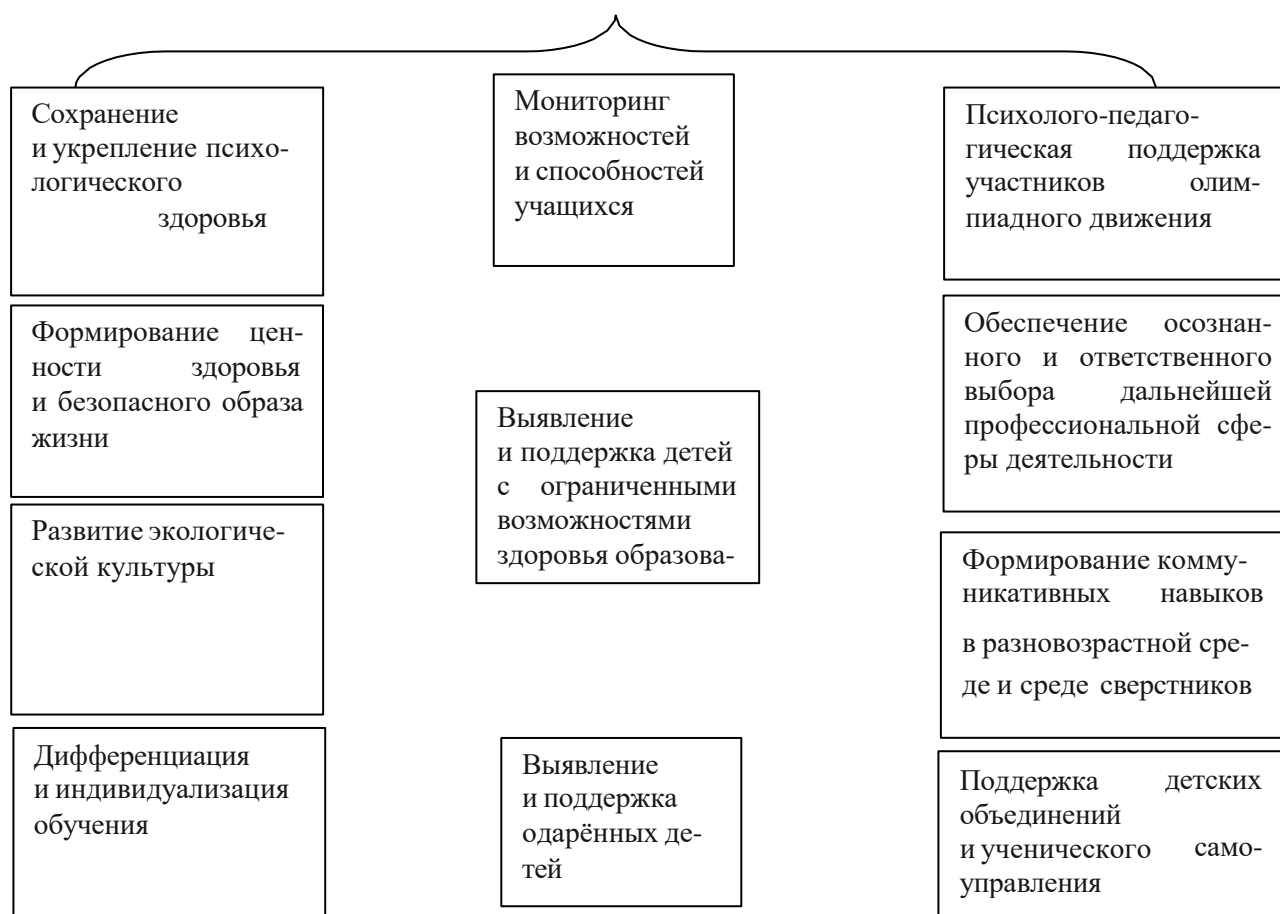 Сохранение
и укрепление психо-
логического
здоровья
Формирование цен-
ности здоровья
и безопасного образа
жизни
Развитие экологиче-
ской культуры
Дифференциация
и индивидуализация
обучения
Мониторинг
возможностей
и способностей
учащихся
Выявление
и поддержка детей
с ограниченными
возможностями
здоровья образова-
Выявление
и поддержка
одарённых де-
тей
Психолого-педаго-
гическая поддержка
участников олим-
пиадного движения
Обеспечение осознан-
ного и ответственного
выбора дальнейшей
профессиональной сфе-
ры деятельности
Формирование комму-
никативных навыков
в разновозрастной сре-
де и среде сверстников
Поддержка детских
объединений
и ученического само-
управления